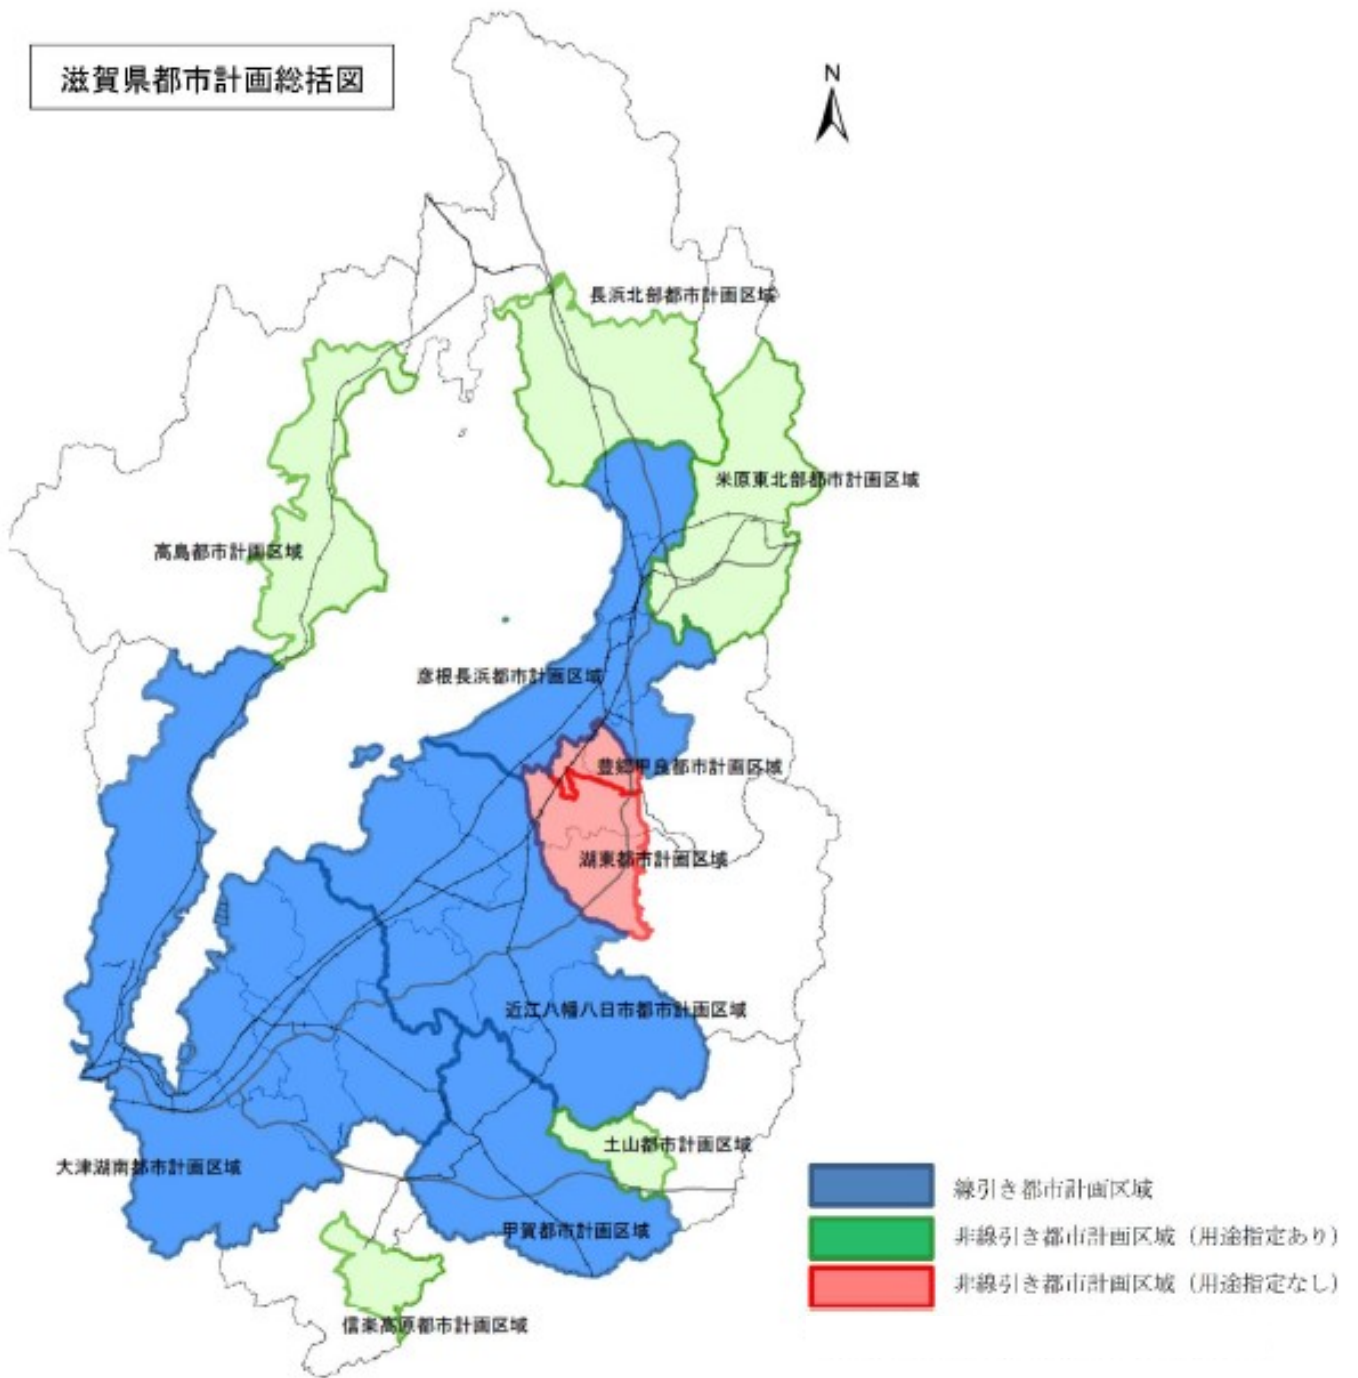 滋賀県都市計画総括図
N
長浜北部都市計画区域
米原東北部都市計画区域
高島都市計画区域
彦根長浜都市計画区域
豊郷甲良都市計画区域
湖東都市計画区域
近江八幡八日市都市計画区域
土山都市計画区域
大津湖南都市計画区域
甲賀都市計画区域
信楽高原都市計画区域
線引き都市計画区域
非線引き都市計画区域（用途指定あり）
非線引き都市計画区域（用途指定なし）